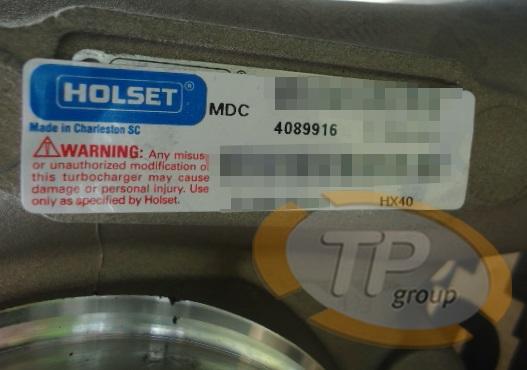 HOLSET®
MDC
4089916
Made in Charleston SC
WARNING: Any misuse
or unauthorized modification of
this turbocharger may cause
damage or personal injury. Use
only as specified by Holset.
HX40
TP
group